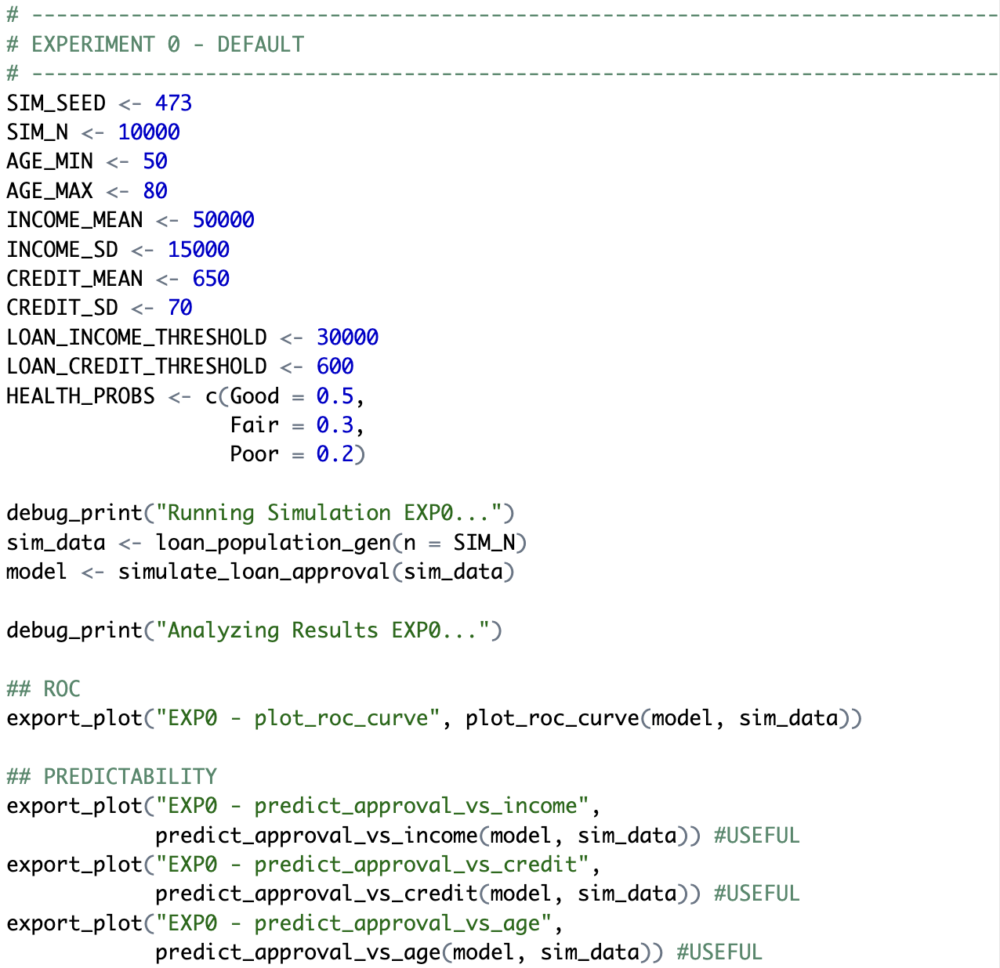 # ------------------------------------------------------------------------------
# EXPERIMENT 0 - DEFAULT
# ------------------------------------------------------------------------------
SIM_SEED <- 473
SIM_N <- 10000
AGE_MIN <- 50
AGE_MAX <- 80
INCOME_MEAN <- 50000
INCOME_SD <- 15000
CREDIT_MEAN <- 650
CREDIT_SD <- 70
LOAN_INCOME_THRESHOLD <- 30000
LOAN_CREDIT_THRESHOLD <- 600
HEALTH_PROBS <- c(Good = 0.5,
                  Fair = 0.3,
                  Poor = 0.2)

debug_print("Running Simulation EXP0...")
sim_data <- loan_population_gen(n = SIM_N)
model <- simulate_loan_approval(sim_data)

debug_print("Analyzing Results EXP0...")

## ROC
export_plot("EXP0 - plot_roc_curve", plot_roc_curve(model, sim_data))

## PREDICTABILITY
export_plot("EXP0 - predict_approval_vs_income",
            predict_approval_vs_income(model, sim_data)) #USEFUL
export_plot("EXP0 - predict_approval_vs_credit",
            predict_approval_vs_credit(model, sim_data)) #USEFUL
export_plot("EXP0 - predict_approval_vs_age",
            predict_approval_vs_age(model, sim_data)) #USEFUL